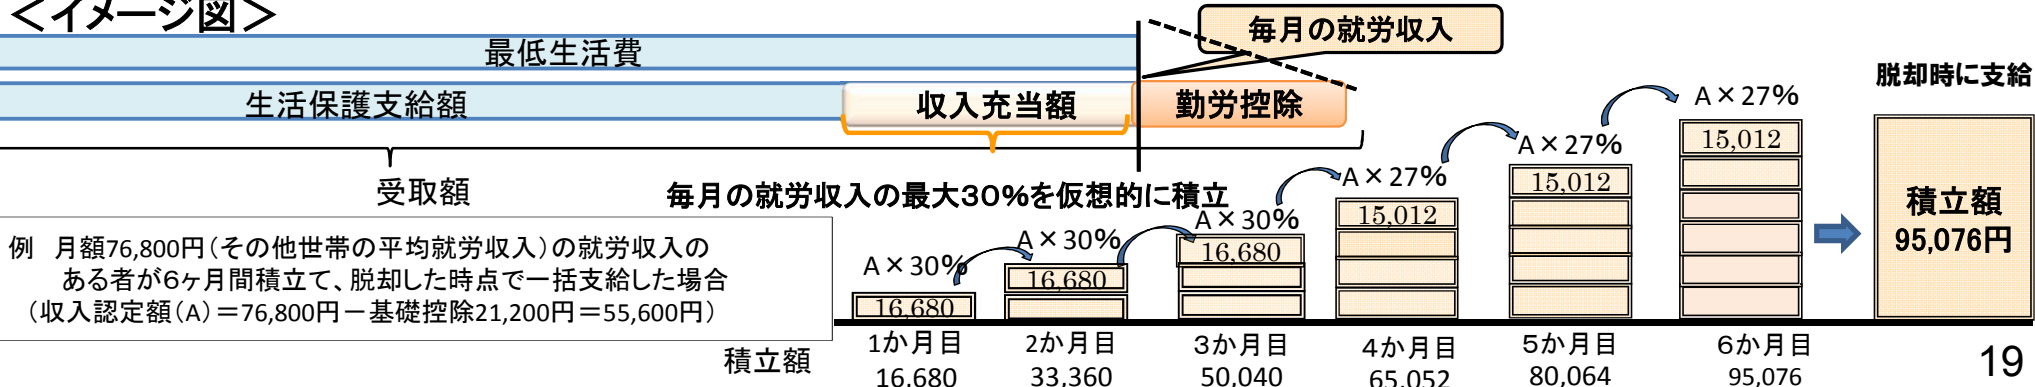 ＜イメージ図＞
毎月の就労収入
最低生活費
脱却時に支給
生活保護支給額
収入充当額
勤労控除
受取額
毎月の就労収入の最大３０％を仮想的に積立
例　月額76,800円（その他世帯の平均就労収入）の就労収入の
ある者が６ヶ月間積立て、脱却した時点で一括支給した場合
（収入認定額（A）＝76,800円－基礎控除21,200円＝55,600円）
A×30%
16,680
A×30%
16,680
A×30%
16,680
A×27%
15,012
A×27%
15,012
A×27%
15,012
積立額
95,076円
積立額
1か月目
16,680
2か月目
33,360
３か月目
50,040
４か月目
65,052
５か月目
80,064
６か月目
95,076
19